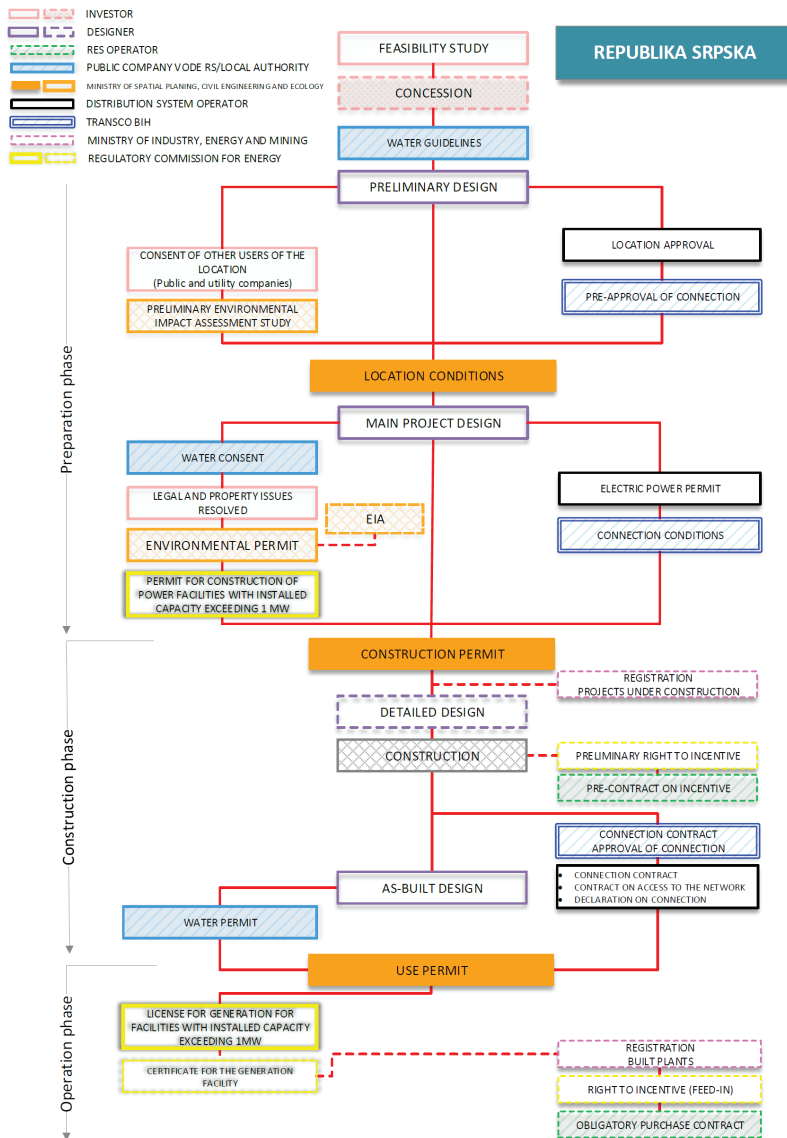 INVESTOR
DESIGNER
RES OPERATOR
PUBLIC COMPANY VODE RS/LOCAL AUTHORITY
MINISTRY OF SPATIAL PLANING, CIVIL ENGINEERING AND ECOLOGY
DISTRIBUTION SYSTEM OPERATOR
TRANSCO BIH
MINISTRY OF INDUSTRY, ENERGY AND MINING
REGULATORY COMMISSION FOR ENERGY
REPUBLIKA SRPSKA
FEASIBILITY STUDY
CONCESSION
WATER GUIDELINES
PRELIMINARY DESIGN
CONSENT OF OTHER USERS OF THE
LOCATION
(Public and utility companies)
PRELIMINARY ENVIRONMENTAL
IMPACT ASSESSMENT STUDY
LOCATION APPROVAL
PRE-APPROVAL OF CONNECTION
LOCATION CONDITIONS
MAIN PROJECT DESIGN
WATER CONSENT
LEGAL AND PROPERTY ISSUES
RESOLVED
EIA
ENVIRONMENTAL PERMIT
PERMIT FOR CONSTRUCTION OF
POWER FACILITIES WITH INSTALLED
CAPACITY EXCEEDING 1 MW
ELECTRIC POWER PERMIT
CONNECTION CONDITIONS
Preparation phase
CONSTRUCTION PERMIT
REGISTRATION
PROJECTS UNDER CONSTRUCTION
DETAILED DESIGN
CONSTRUCTION
PRELIMINARY RIGHT TO INCENTIVE
PRE-CONTRACT ON INCENTIVE
CONNECTION CONTRACT
APPROVAL OF CONNECTION
• CONNECTION CONTRACT
• CONTRACT ON ACCESS TO THE NETWORK
• DECLARATION ON CONNECTION
AS-BUILT DESIGN
WATER PERMIT
Construction phase
USE PERMIT
LICENSE FOR GENERATION FOR
FACILITIES WITH INSTALLED CAPACITY
EXCEEDING 1MW
CERTIFICATE FOR THE GENERATION
FACILITY
REGISTRATION
BUILT PLANTS
RIGHT TO INCENTIVE (FEED-IN)
OBLIGATORY PURCHASE CONTRACT
Operation phase